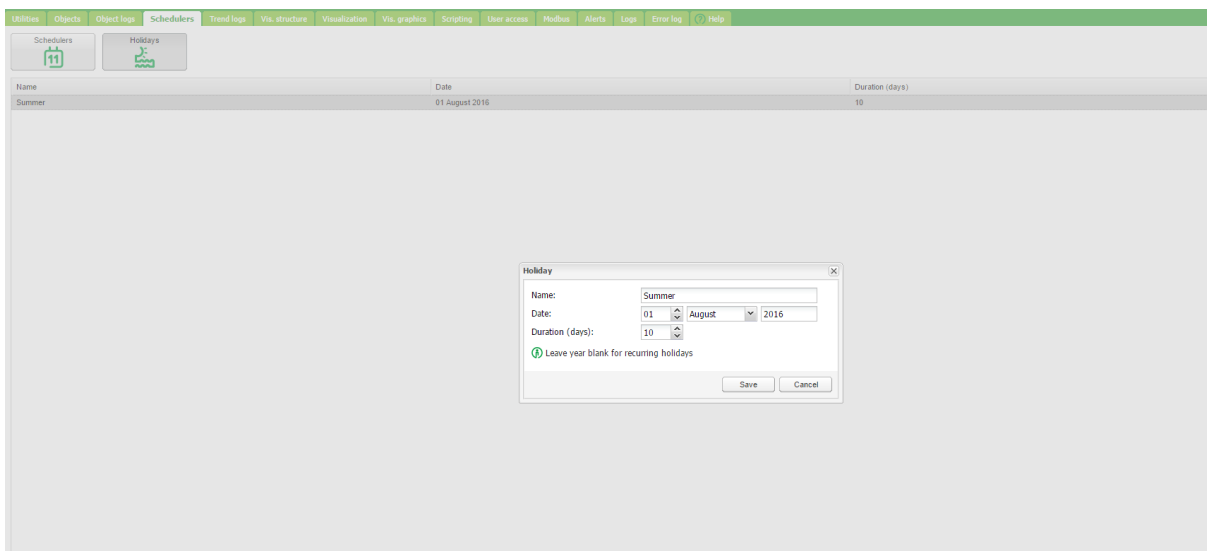 Utilities Objects Object logs Schedulers Trend logs Vis. structure Visualization Vis. graphics Scripting User access Modbus Alerts Logs Error log ? Help
Schedulers Holidays
11
Name Date Duration (days)
Summer 01 August 2016 10
Holiday
Name: Summer
Date: 01 August 2016
Duration (days): 10
Leave year blank for recurring holidays
Save Cancel